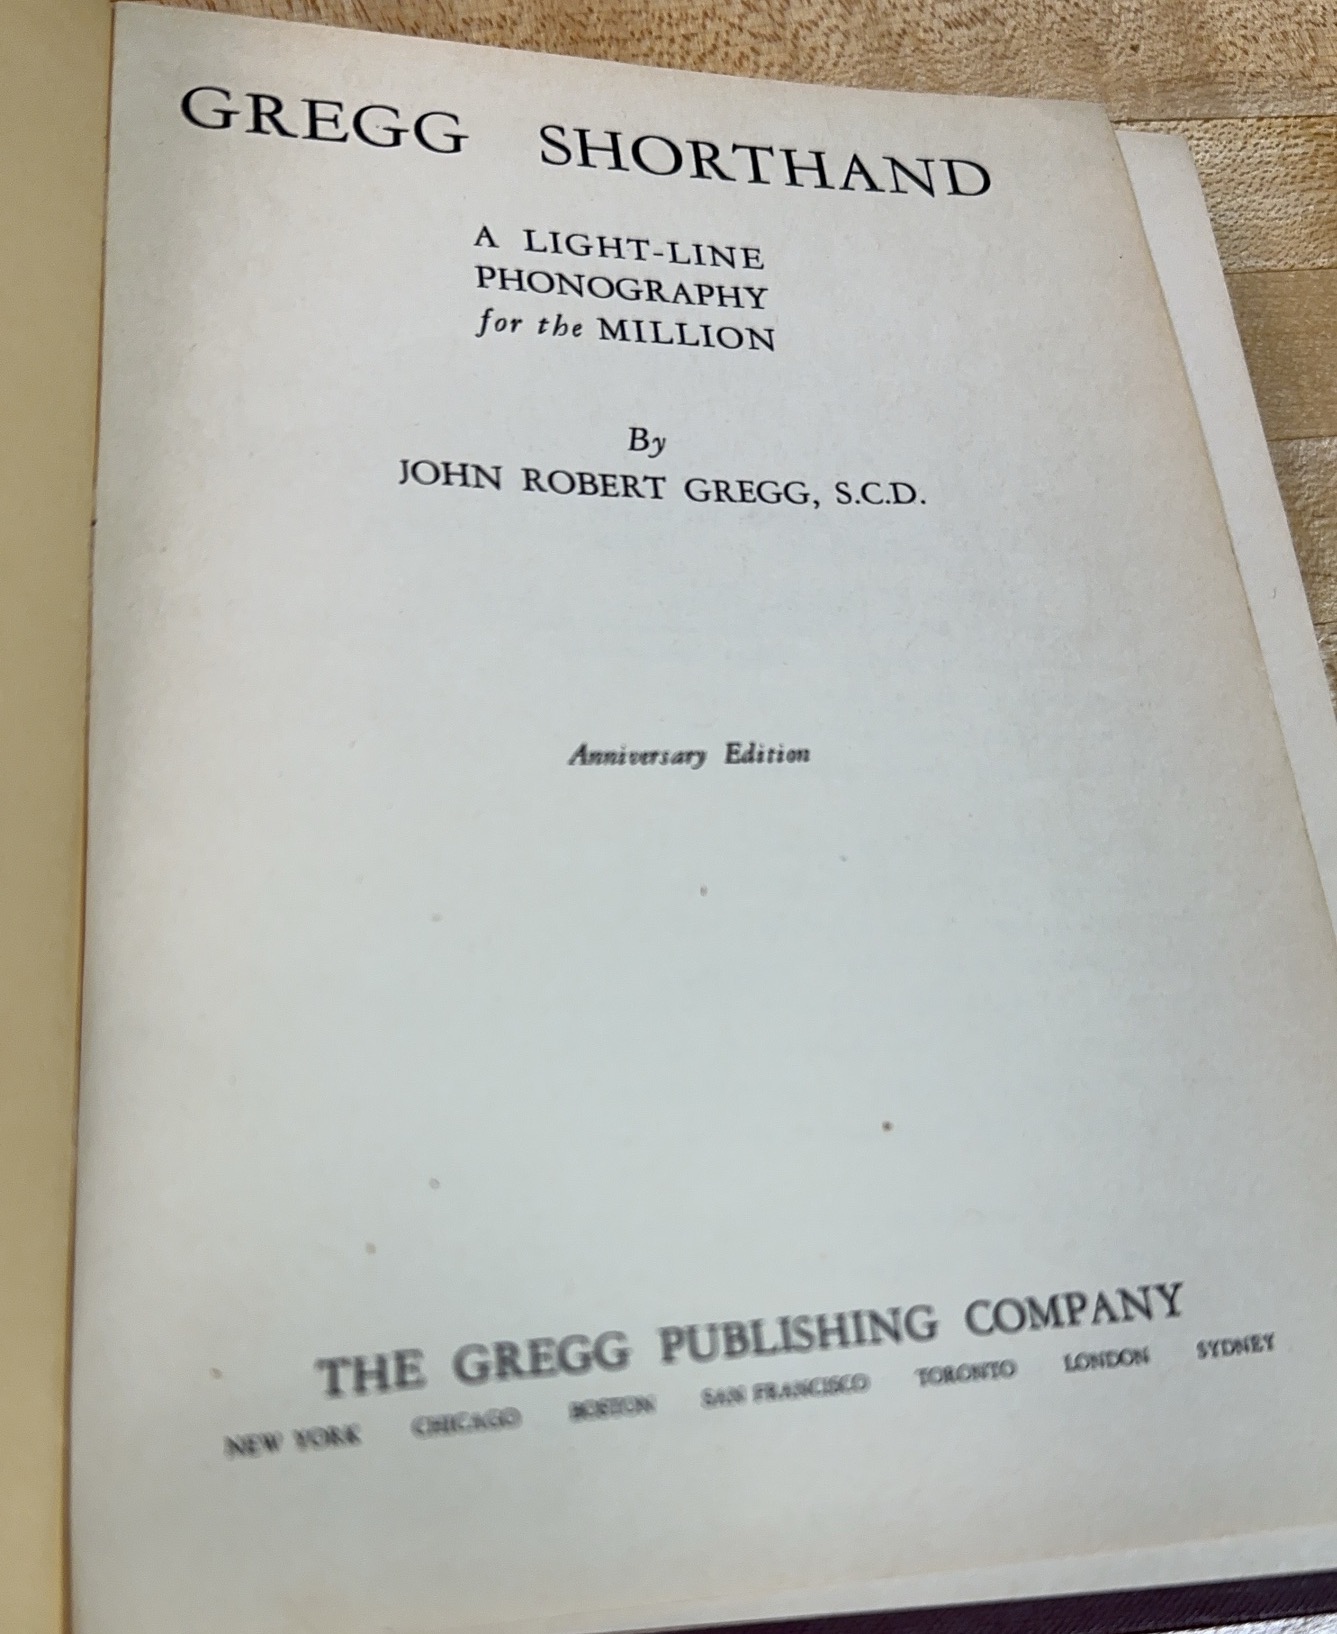 GREGG SHORTHAND
A LIGHT-LINE
PHONOGRAPHY
for the MILLION
By
JOHN ROBERT GREGG, S.C.D.
Anniversary Edition
THE GREGG PUBLISHING COMPANY
NEW YORK CHICAGO BOSTON SAN FRANCISCO TORONTO LONDON SYDNEY